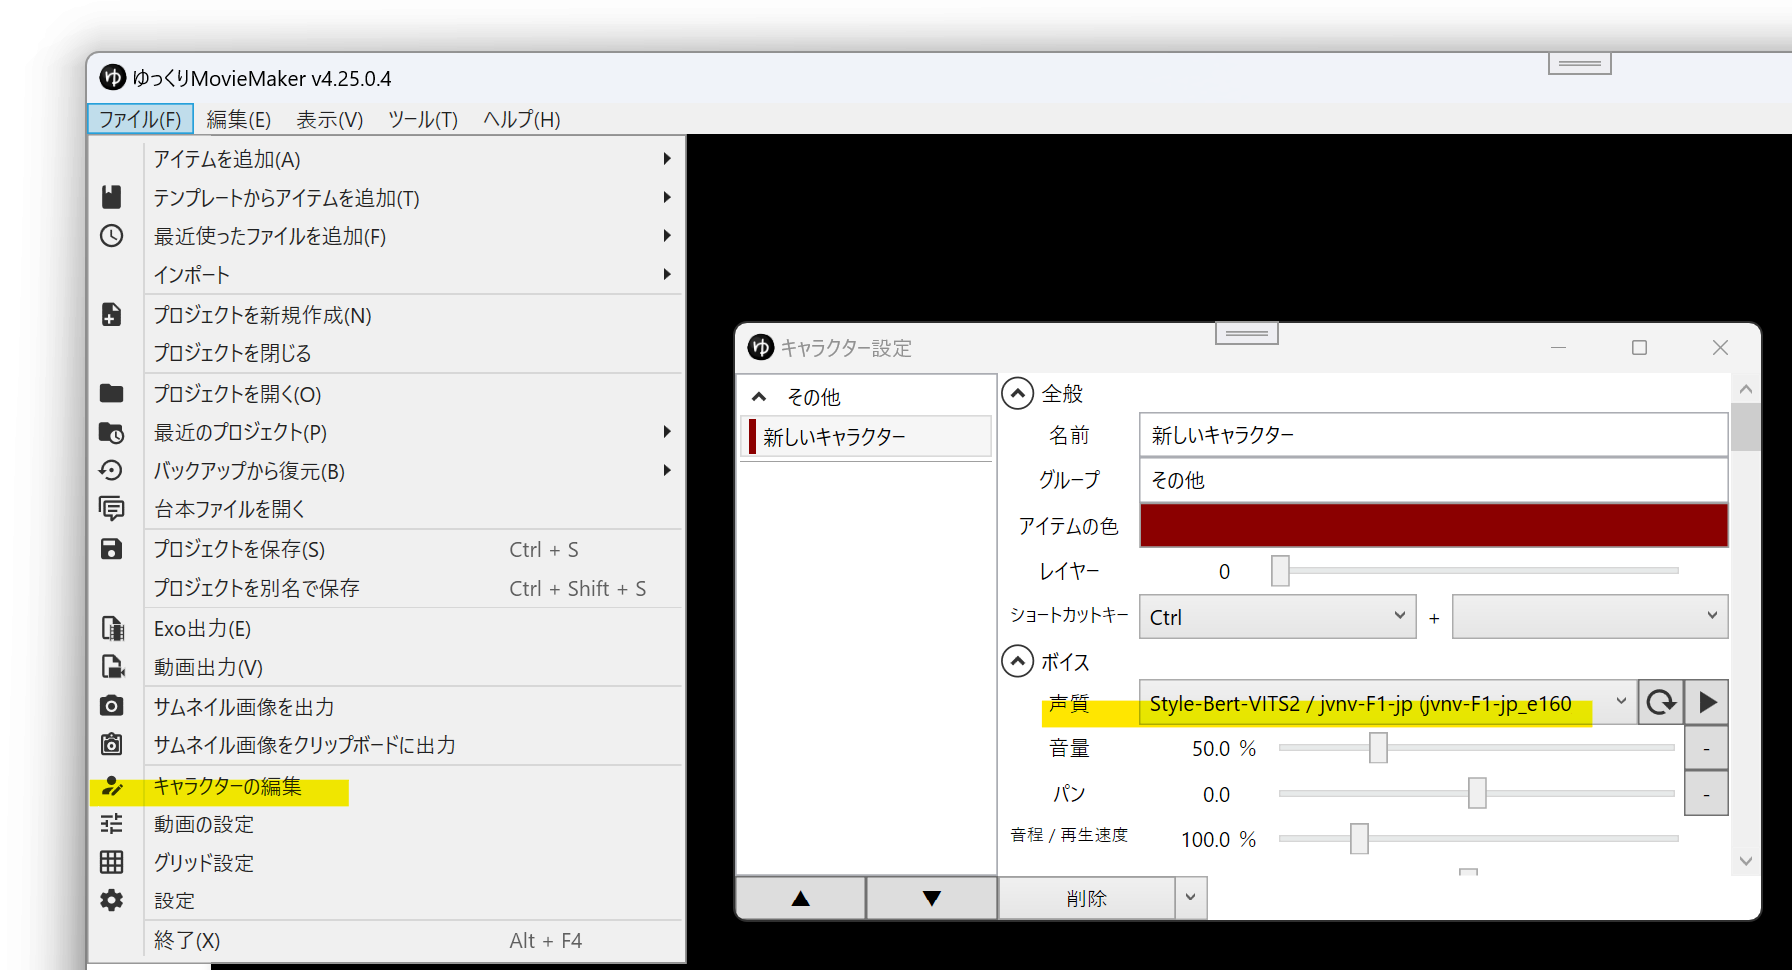 ゆっくりMovieMaker v4.25.0.4
ファイル(F) 編集(E) 表示(V) ツール(T) ヘルプ(H)
アイテムを追加(A)
テンプレートからアイテムを追加(T)
最近使ったファイルを追加(F)
インポート
プロジェクトを新規作成(N)
プロジェクトを閉じる
プロジェクトを開く(O)
最近のプロジェクト(P)
バックアップから復元(B)
台本ファイルを開く
プロジェクトを保存(S) Ctrl + S
プロジェクトを別名で保存 Ctrl + Shift + S
Exo出力(E)
動画出力(V)
サムネイル画像を出力
サムネイル画像をクリップボードに出力
キャラクターの編集
動画の設定
グリッド設定
設定
終了(X) Alt + F4
ゆ キャラクター設定
その他
新しいキャラクター
全般
名前 新しいキャラクター
グループ その他
アイテムの色
レイヤー 0
ショートカットキー Ctrl +
ボイス
声質 Style-Bert-VITS2 / jvnv-F1-jp (jvnv-F1-jp_e160
音量 50.0 % -
パン 0.0 -
音程 / 再生速度 100.0 %
▲ ▼ 削除